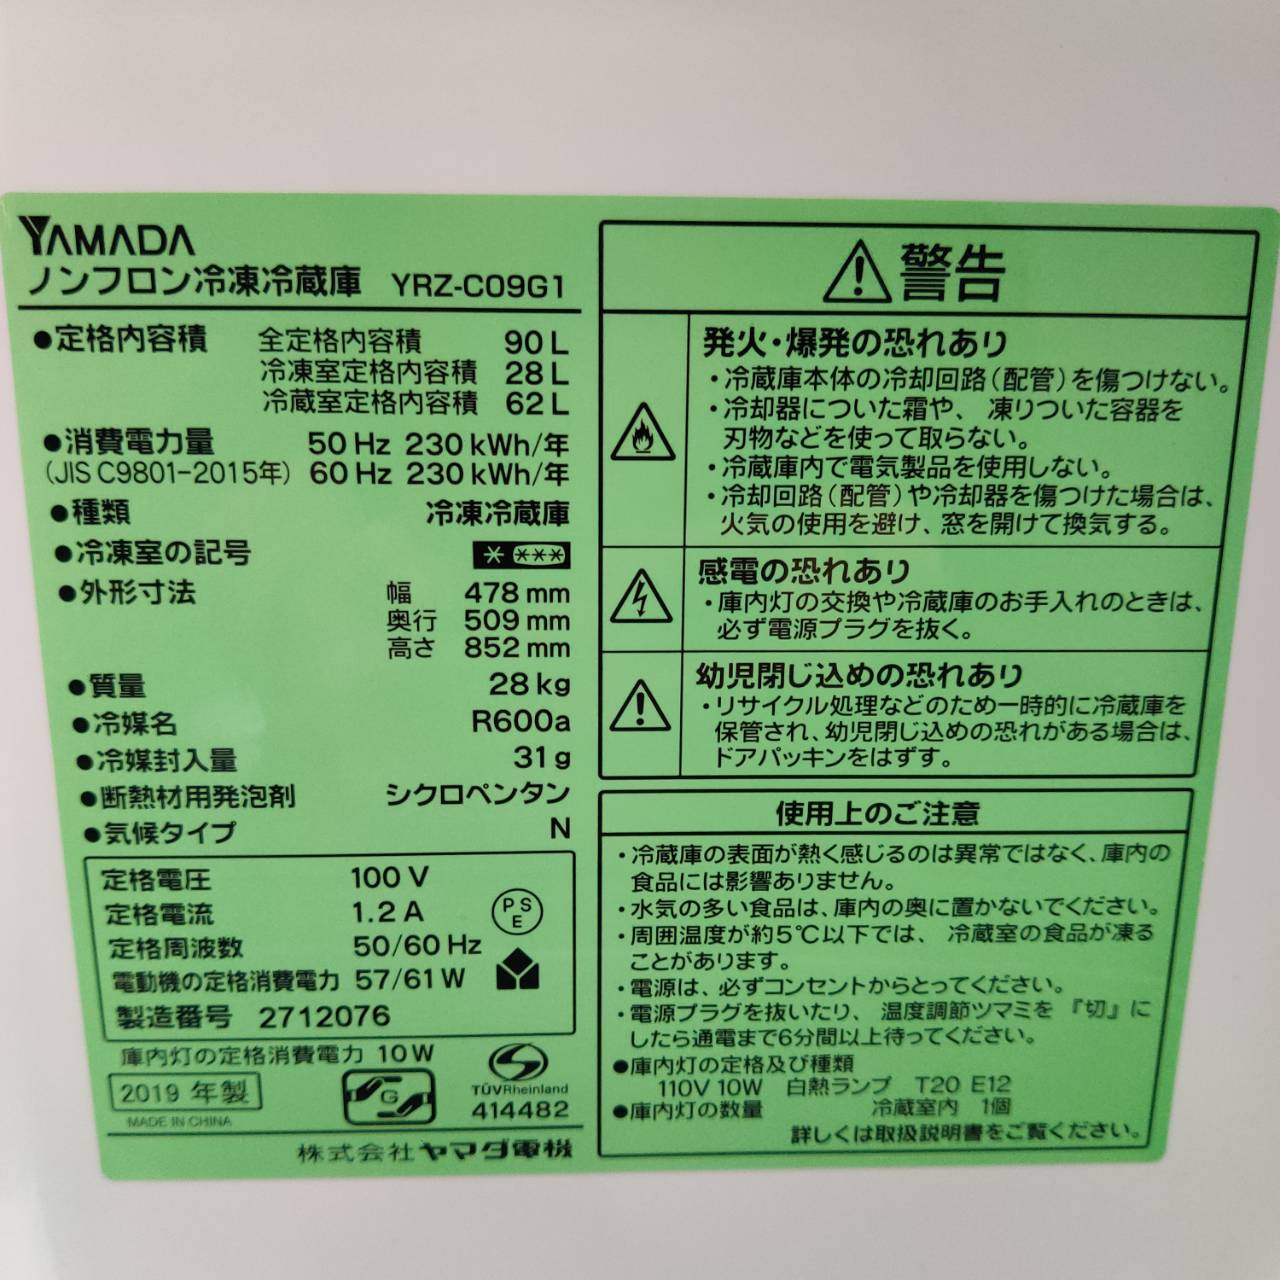 YAMADA
ノンフロン冷凍冷蔵庫 YRZ-C09G1
●定格内容積 全定格内容積 90 L
冷凍室定格内容積 28 L
冷蔵室定格内容積 62 L
●消費電力量 50 Hz 230 kWh/年
(JIS C9801-2015年) 60 Hz 230 kWh/年
●種類 冷凍冷蔵庫
●冷凍室の記号 * ***
●外形寸法 幅 478 mm
奥行 509 mm
高さ 852 mm
●質量 28 kg
●冷媒名 R600a
●冷媒封入量 31 g
●断熱材用発泡剤 シクロペンタン
●気候タイプ N
定格電圧 100 V
定格電流 1.2 A
定格周波数 50/60 Hz
電動機の定格消費電力 57/61 W
製造番号 2712076
PS
E
庫内灯の定格消費電力 10 W
2019 年製
MADE IN CHINA
G
TÜVRheinland
414482
株式会社ヤマダ電機
警告
発火・爆発の恐れあり
・冷蔵庫本体の冷却回路(配管)を傷つけない。
・冷却器についた霜や、凍りついた容器を
刃物などを使って取らない。
・冷蔵庫内で電気製品を使用しない。
・冷却回路(配管)や冷却器を傷つけた場合は、
火気の使用を避け、窓を開けて換気する。
感電の恐れあり
・庫内灯の交換や冷蔵庫のお手入れのときは、
必ず電源プラグを抜く。
幼児閉じ込めの恐れあり
・リサイクル処理などのため一時的に冷蔵庫を
保管され、幼児閉じ込めの恐れがある場合は、
ドアパッキンをはずす。
使用上のご注意
・冷蔵庫の表面が熱く感じるのは異常ではなく、庫内の
食品には影響ありません。
・水気の多い食品は、庫内の奥に置かないでください。
・周囲温度が約5℃以下では、冷蔵室の食品が凍る
ことがあります。
・電源は、必ずコンセントからとってください。
・電源プラグを抜いたり、温度調節ツマミを『切』に
したら通電まで6分間以上待ってください。
●庫内灯の定格及び種類
110V 10W 白熱ランプ T20 E12
●庫内灯の数量 冷蔵室内 1個
詳しくは取扱説明書をご覧ください。